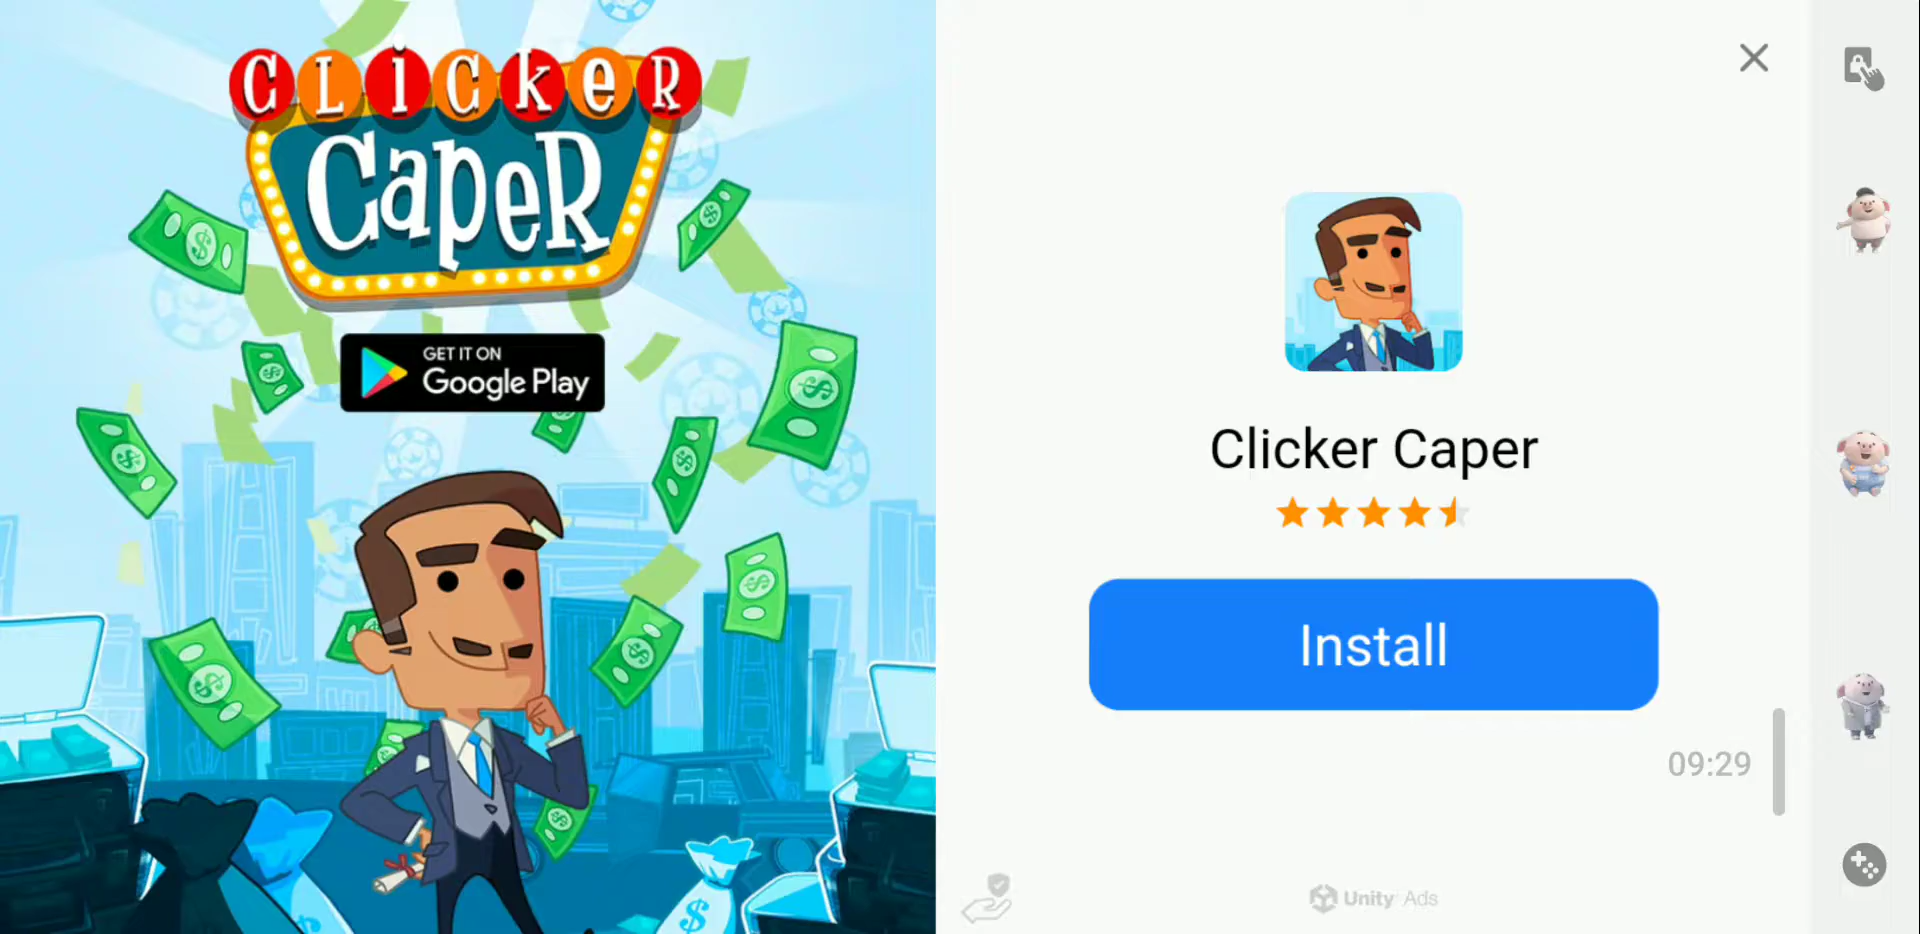 CLiCKeR
CapeR
GET IT ON
Google Play
Clicker Caper
Install
09:29
Unity Ads